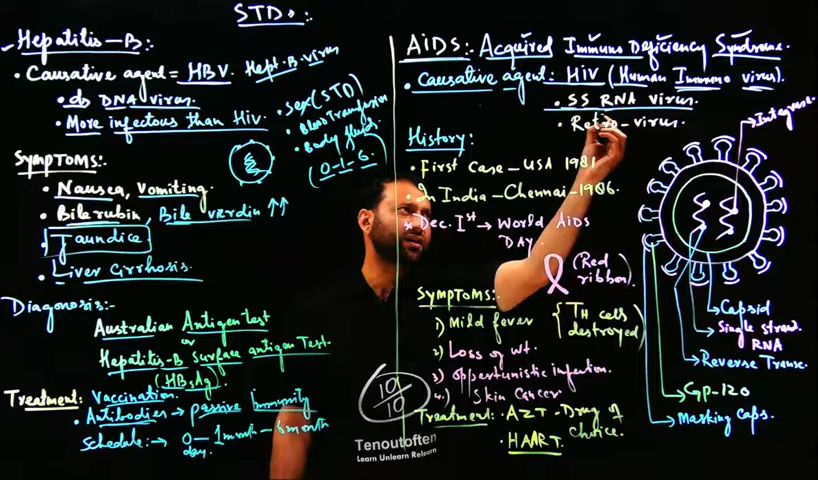 STDs:
Hepatitis-B:
• Causative agent = HBV. Hept. B. virus
• ds DNA virus.
• More infectous than HIV.
• Sex (STD)
• Blood Transfusion
• Body fluids.
(0-1-6)
Symptoms:
• Nausea, Vomiting.
• Bilerubin, Bile verdin ↑↑
• Jaundice
• Liver Cirrhosis.
Diagonosis:-
Australian Antigen test
or
Hepatitis-B Surface antigen Test.
(HBsAg).
Treatment: Vaccination.
• Antibodies → passive Immunity
Schedule:→ 0 — 1 month — 6 month
day
AiDS: Acquired Immuno Deficiency Syndrome.
• Causative agent: HiV (Human Immuno virus).
• SS RNA virus.
• Retro-virus.
History:
• First Case – USA 1981
• In India – Chennai – 1986.
* Dec. 1st → World AiDS
DAY.
(Red
ribbon).
Symptoms:
1) Mild fever
2) Loss of wt.
3) Oppertunistic infection.
4.) Skin Cancer
{TH cells
destroyed}
Treatment: • AZT – Drug of
choice.
• HAART.
Integrase
Capsid
Single strand.
RNA
Reverse Transc.
Gp-120
Masking caps.
10/10
Tenoutoften
Learn Unlearn Relearn